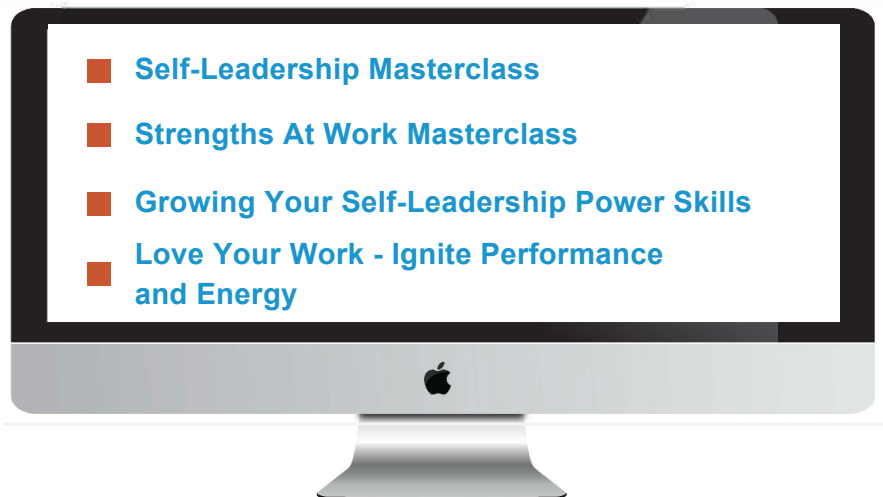 Self-Leadership Masterclass
Strengths At Work Masterclass
Growing Your Self-Leadership Power Skills
Love Your Work - Ignite Performance
and Energy